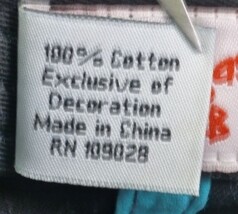 100% Cotton
Exclusive of
Decoration
Made in China
RN 109028